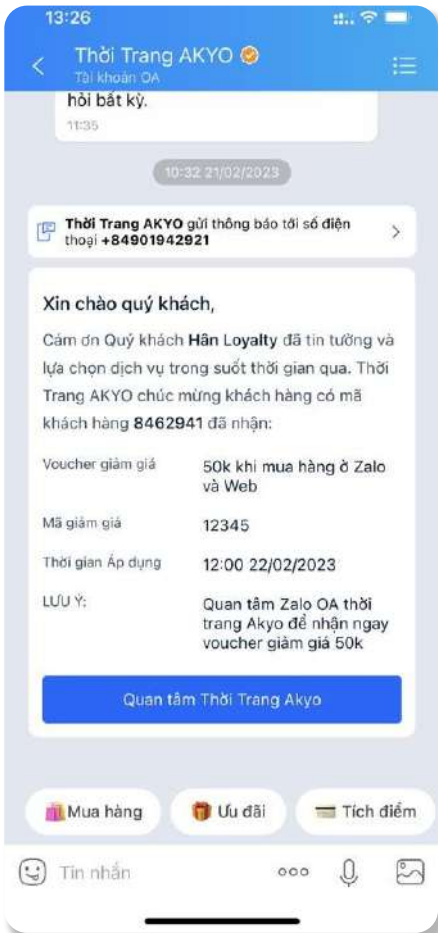 13:26
Thời Trang AKYO
Tài khoản OA
hỏi bất kỳ.
11:35
10:32 21/02/2023
Thời Trang AKYO gửi thông báo tới số điện
thoại +84901942921
Xin chào quý khách,
Cám ơn Quý khách Hân Loyalty đã tin tưởng và
lựa chọn dịch vụ trong suốt thời gian qua. Thời
Trang AKYO chúc mừng khách hàng có mã
khách hàng 8462941 đã nhận:
Voucher giảm giá 50k khi mua hàng ở Zalo
và Web
Mã giảm giá 12345
Thời gian Áp dụng 12:00 22/02/2023
LƯU Ý: Quan tâm Zalo OA thời
trang Akyo để nhận ngay
voucher giảm giá 50k
Quan tâm Thời Trang Akyo
Mua hàng Ưu đãi Tích điểm
Tin nhắn